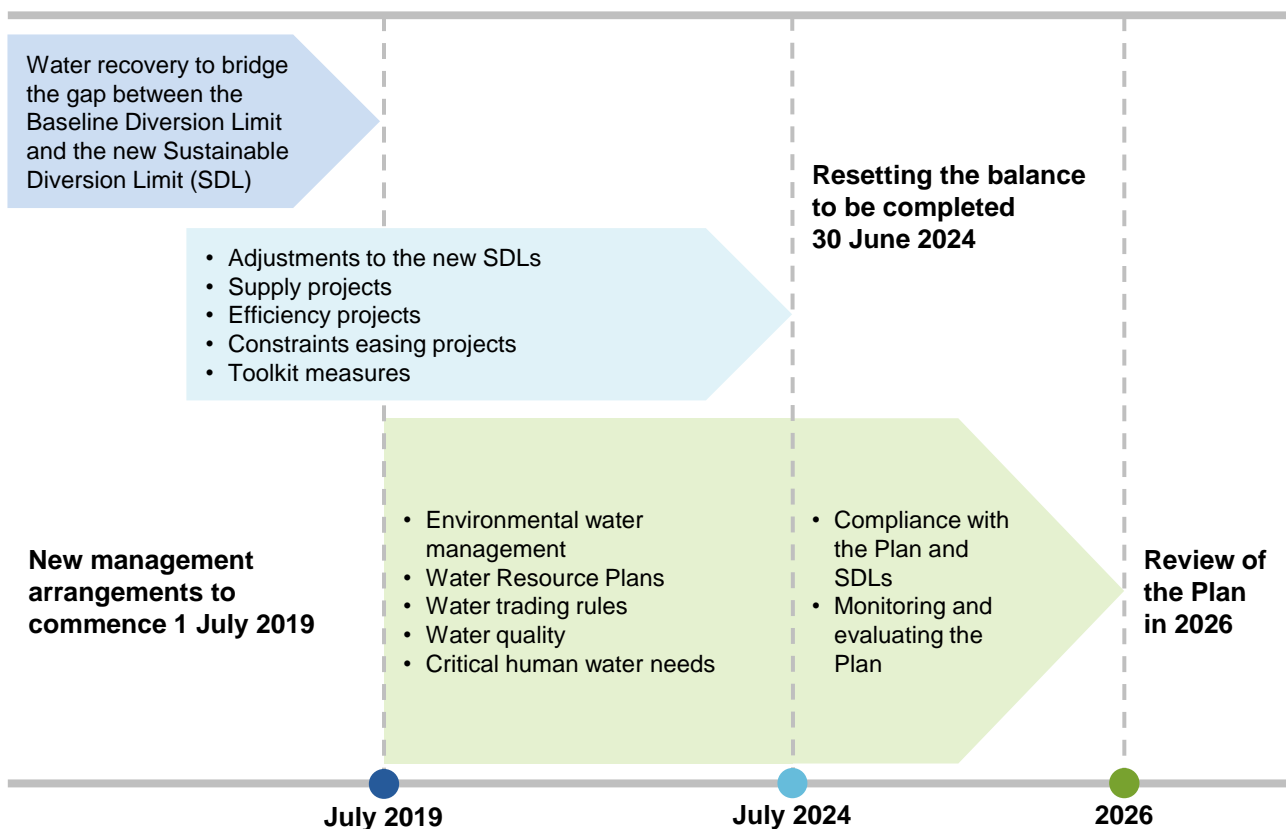 Water recovery to bridge
the gap between the
Baseline Diversion Limit
and the new Sustainable
Diversion Limit (SDL)
Resetting the balance
to be completed
30 June 2024
• Adjustments to the new SDLs
• Supply projects
• Efficiency projects
• Constraints easing projects
• Toolkit measures
New management
arrangements to
commence 1 July 2019
• Environmental water
management
• Water Resource Plans
• Water trading rules
• Water quality
• Critical human water needs
• Compliance with
the Plan and
SDLs
• Monitoring and
evaluating the
Plan
Review of
the Plan
in 2026
July 2019
July 2024
2026